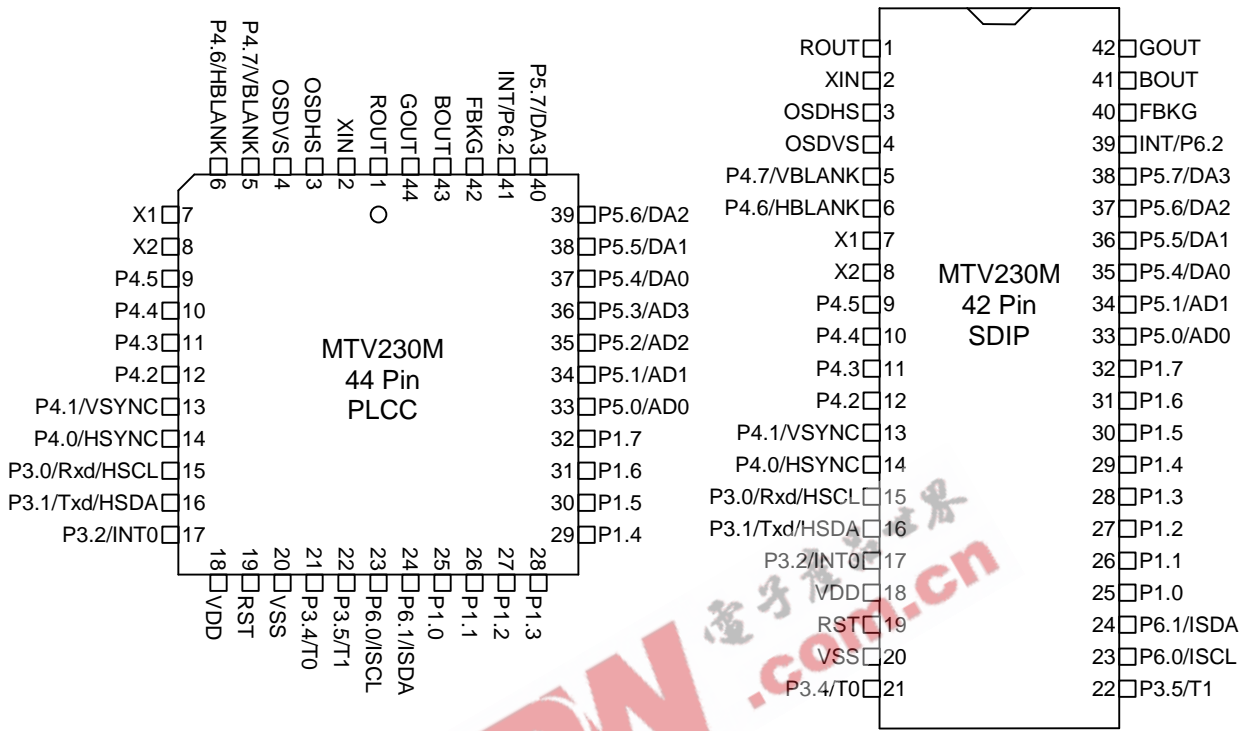 P4.6/HBLANK 6
P4.7/VBLANK 5
OSDVS 4
OSDHS 3
XIN 2
ROUT 1
GOUT 44
BOUT 43
FBKG 42
INT/P6.2 41
P5.7/DA3 40
X1 7
X2 8
P4.5 9
P4.4 10
P4.3 11
P4.2 12
P4.1/VSYNC 13
P4.0/HSYNC 14
P3.0/Rxd/HSCL 15
P3.1/Txd/HSDA 16
P3.2/INT0 17
MTV230M
44 Pin
PLCC
39 P5.6/DA2
38 P5.5/DA1
37 P5.4/DA0
36 P5.3/AD3
35 P5.2/AD2
34 P5.1/AD1
33 P5.0/AD0
32 P1.7
31 P1.6
30 P1.5
29 P1.4
18 VDD
19 RST
20 VSS
21 P3.4/T0
22 P3.5/T1
23 P6.0/ISCL
24 P6.1/ISDA
25 P1.0
26 P1.1
27 P1.2
28 P1.3
ROUT 1
XIN 2
OSDHS 3
OSDVS 4
P4.7/VBLANK 5
P4.6/HBLANK 6
X1 7
X2 8
P4.5 9
P4.4 10
P4.3 11
P4.2 12
P4.1/VSYNC 13
P4.0/HSYNC 14
P3.0/Rxd/HSCL 15
P3.1/Txd/HSDA 16
P3.2/INT0 17
VDD 18
RST 19
VSS 20
P3.4/T0 21
MTV230M
42 Pin
SDIP
42 GOUT
41 BOUT
40 FBKG
39 INT/P6.2
38 P5.7/DA3
37 P5.6/DA2
36 P5.5/DA1
35 P5.4/DA0
34 P5.1/AD1
33 P5.0/AD0
32 P1.7
31 P1.6
30 P1.5
29 P1.4
28 P1.3
27 P1.2
26 P1.1
25 P1.0
24 P6.1/ISDA
23 P6.0/ISCL
22 P3.5/T1
電子產品世界
.com.cn